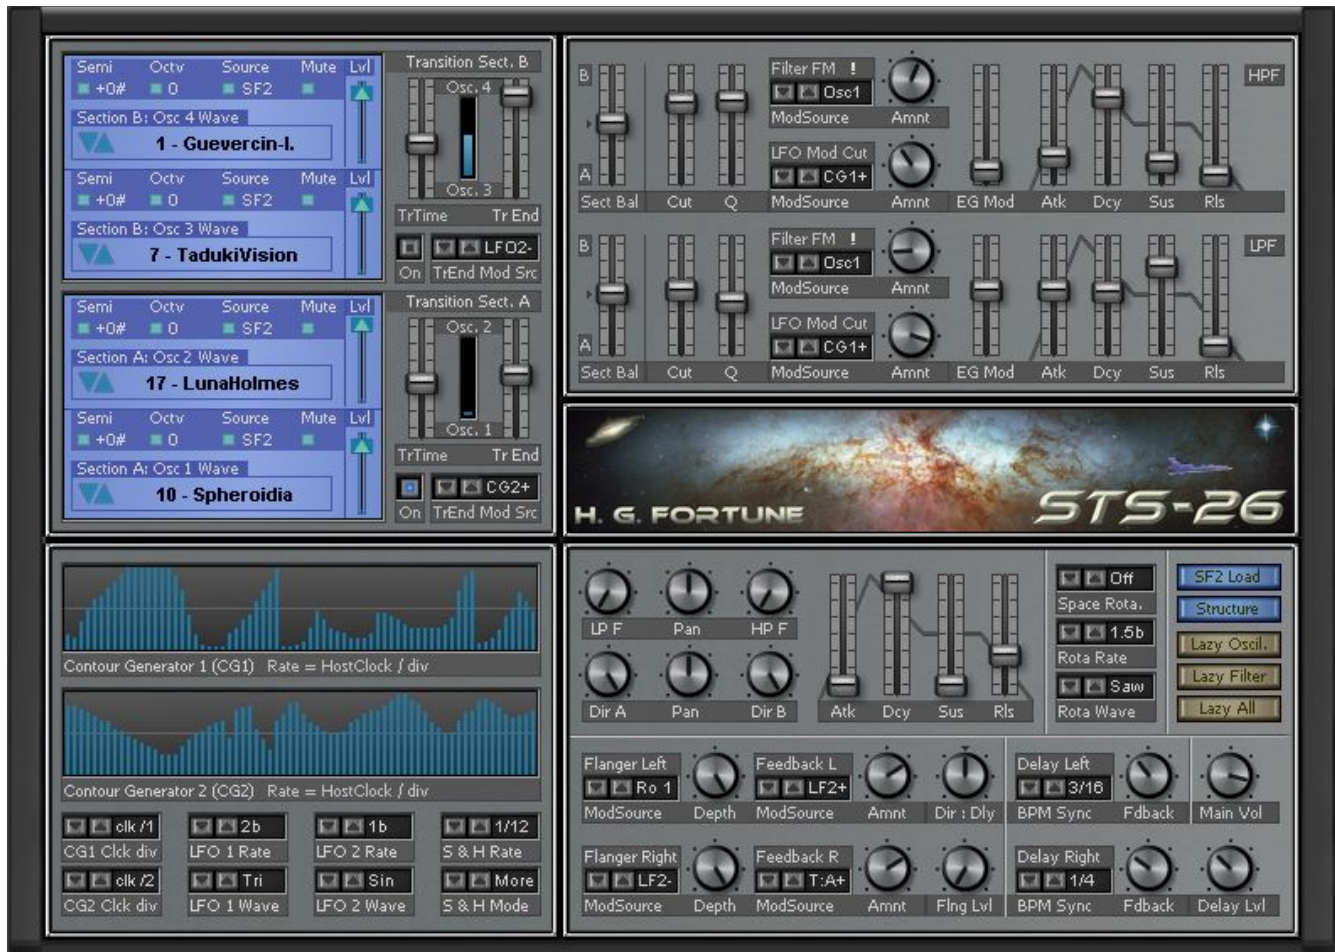 Semi Octv Source Mute Lvl
+0# 0 SF2
Section B: Osc 4 Wave
1 - Guevercin-I.
Semi Octv Source Mute Lvl
+0# 0 SF2
Section B: Osc 3 Wave
7 - TadukiVision
Transition Sect. B
Osc. 4
Osc. 3
TrTime Tr End
LFO2-
On TrEnd Mod Src
Semi Octv Source Mute Lvl
+0# 0 SF2
Section A: Osc 2 Wave
17 - LunaHolmes
Semi Octv Source Mute Lvl
+0# 0 SF2
Section A: Osc 1 Wave
10 - Spheroidia
Transition Sect. A
Osc. 2
Osc. 1
TrTime Tr End
CG2+
On TrEnd Mod Src
B
A
Sect Bal Cut Q
Filter FM !
Osc1
ModSource Amnt
LFO Mod Cut
CG1+
ModSource Amnt
EG Mod Atk Dcy Sus Rls
HPF
B
A
Sect Bal Cut Q
Filter FM !
Osc1
ModSource Amnt
LFO Mod Cut
CG1+
ModSource Amnt
EG Mod Atk Dcy Sus Rls
LPF
H. G. FORTUNE STS-26
Contour Generator 1 (CG1) Rate = HostClock / div
Contour Generator 2 (CG2) Rate = HostClock / div
clk /1 2b 1b 1/12
CG1 Clck div LFO 1 Rate LFO 2 Rate S & H Rate
clk /2 Tri Sin More
CG2 Clck div LFO 1 Wave LFO 2 Wave S & H Mode
LP F Pan HP F
Dir A Pan Dir B
Atk Dcy Sus Rls
Off
Space Rota.
1.5b
Rota Rate
Saw
Rota Wave
SF2 Load
Structure
Lazy Oscil.
Lazy Filter
Lazy All
Flanger Left Feedback L Delay Left
Ro 1 LF2+ 3/16
ModSource Depth ModSource Amnt Dir : Dly BPM Sync Fdback Main Vol
Flanger Right Feedback R Delay Right
LF2- T:A+ 1/4
ModSource Depth ModSource Amnt Flng Lvl BPM Sync Fdback Delay Lvl